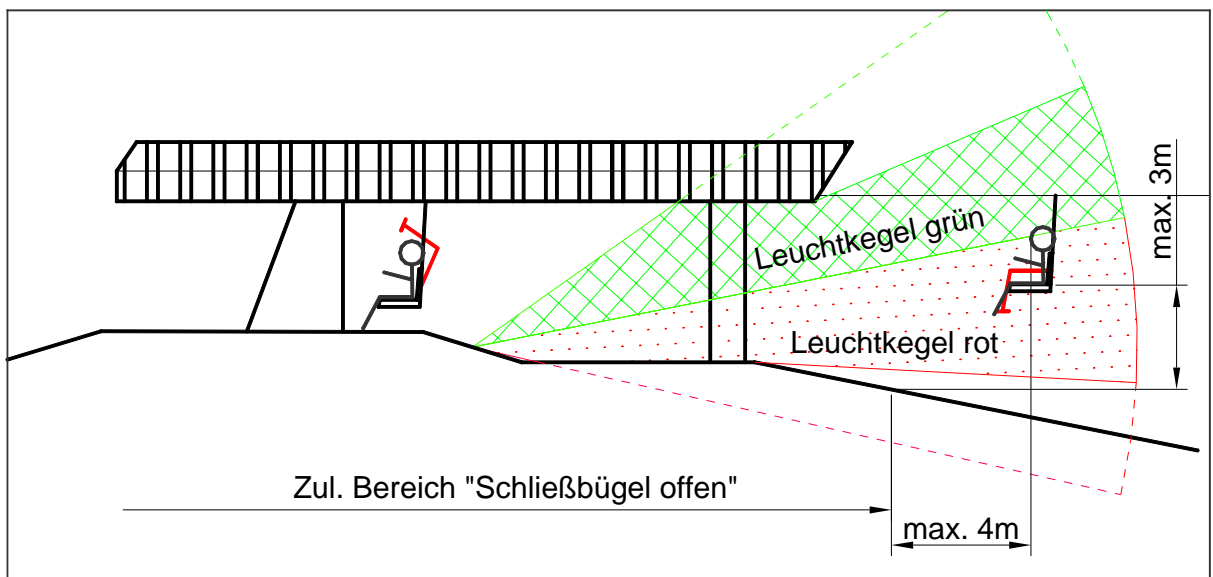 max. 3m
Leuchtkegel grün
Leuchtkegel rot
Zul. Bereich "Schließbügel offen"
max. 4m